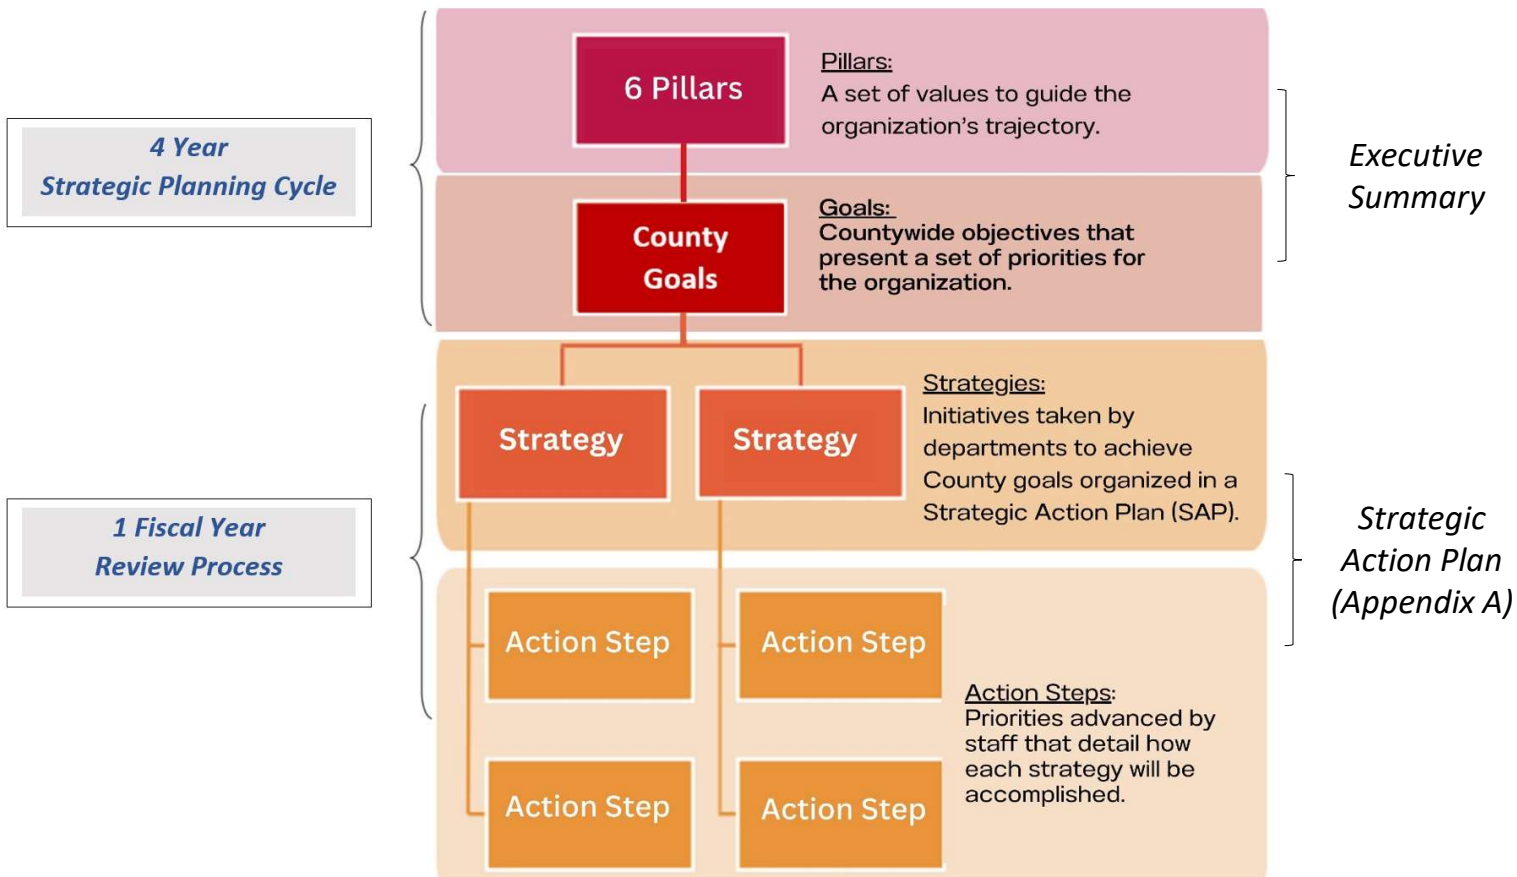 6 Pillars
Pillars:
A set of values to guide the
organization's trajectory.
4 Year
Strategic Planning Cycle
Executive
Summary
County
Goals
Goals:
Countywide objectives that
present a set of priorities for
the organization.
Strategy
Strategy
Strategies:
Initiatives taken by
departments to achieve
County goals organized in a
Strategic Action Plan (SAP).
1 Fiscal Year
Review Process
Strategic
Action Plan
(Appendix A)
Action Step
Action Step
Action Steps:
Priorities advanced by
staff that detail how
each strategy will be
accomplished.
Action Step
Action Step